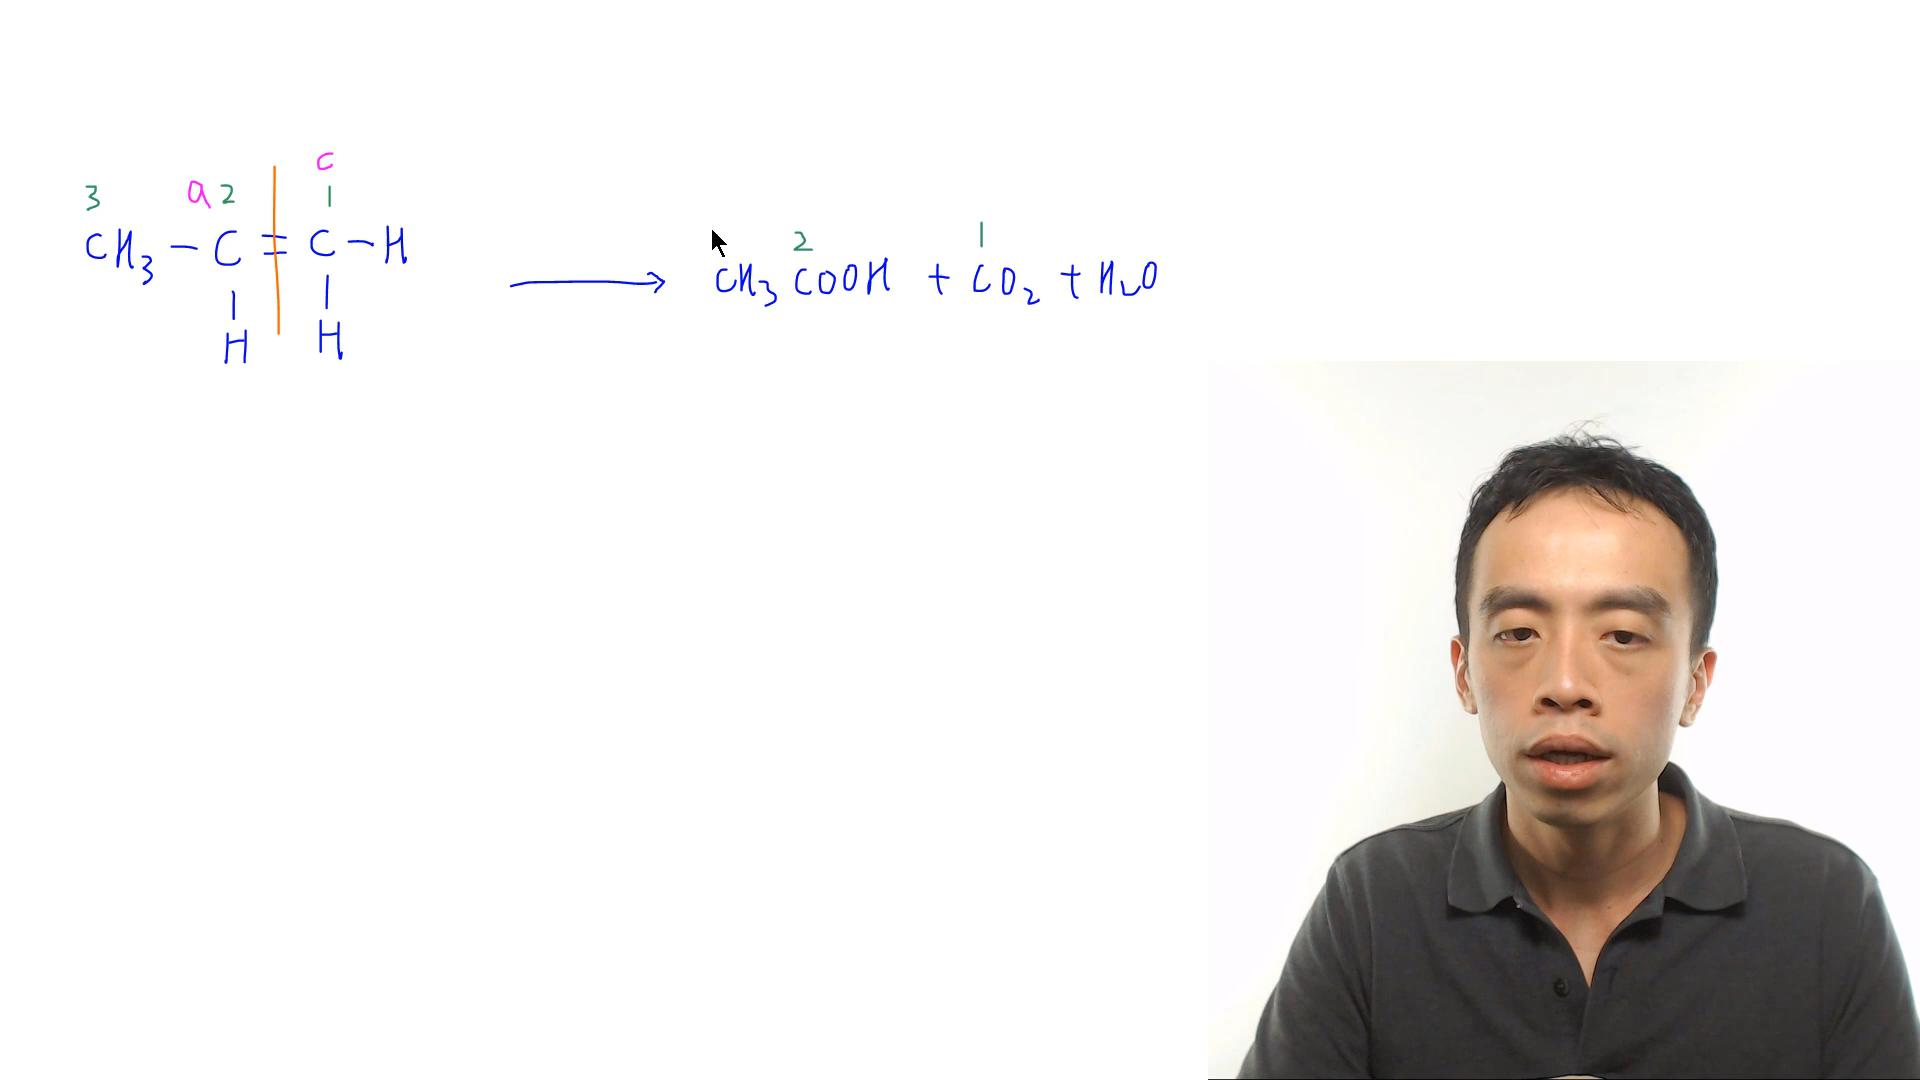 c
3 a 2 1
CH₃ – C = C – H
H H
2 1
CH₃COOH + CO₂ + H₂O